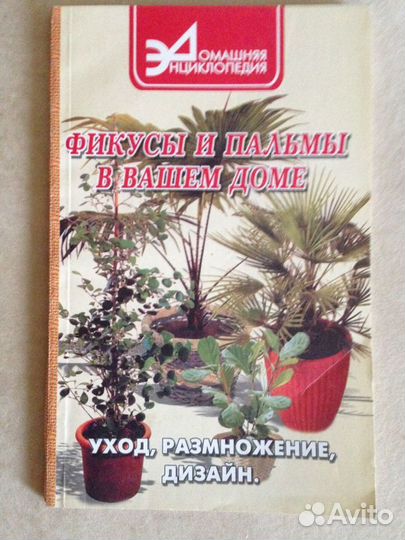 ДОМАШНЯЯ
ЭНЦИКЛОПЕДИЯ
ФИКУСЫ И ПАЛЬМЫ
В ВАШЕМ ДОМЕ
УХОД, РАЗМНОЖЕНИЕ,
ДИЗАЙН.
Avito